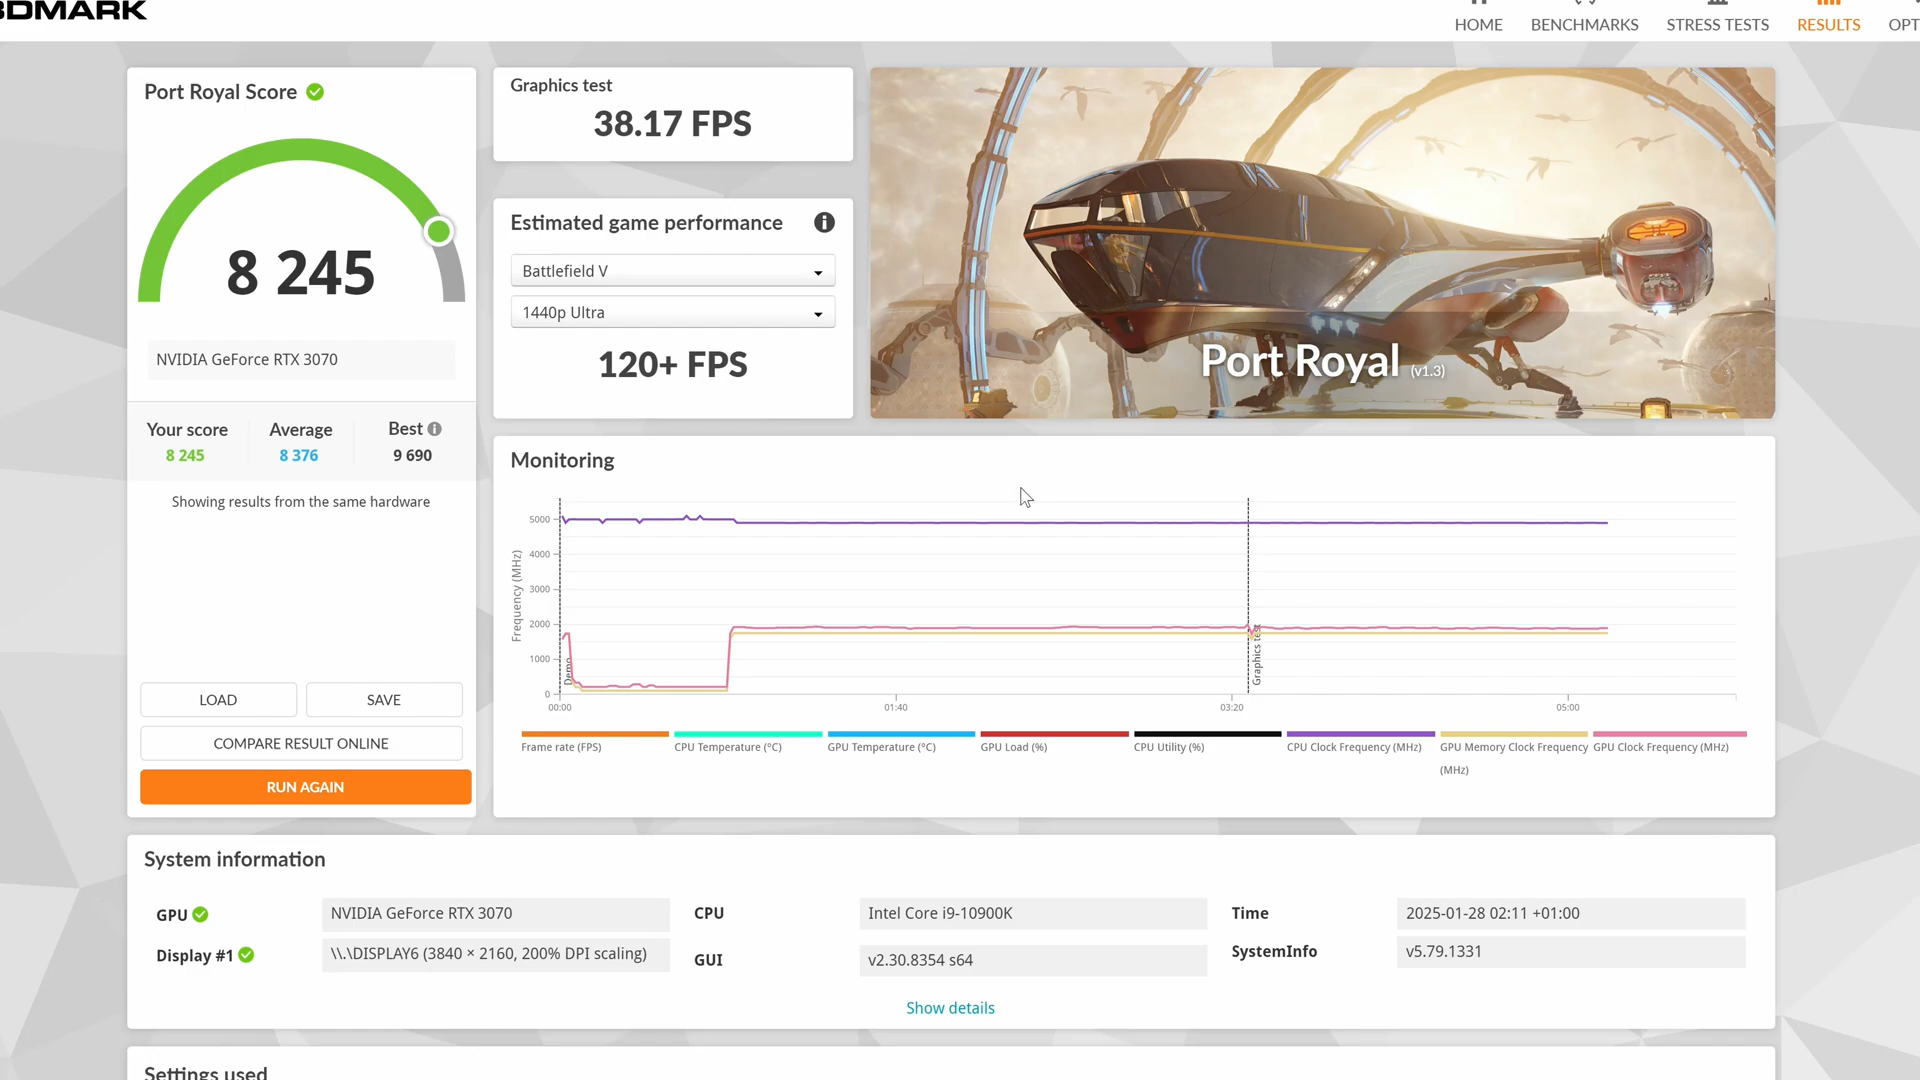 3DMARK
HOME
BENCHMARKS
STRESS TESTS
RESULTS
OPT
Port Royal Score
8 245
NVIDIA GeForce RTX 3070
Your score
Average
Best
8 245
8 376
9 690
Showing results from the same hardware
LOAD
SAVE
COMPARE RESULT ONLINE
RUN AGAIN
Graphics test
38.17 FPS
Estimated game performance
Battlefield V
1440p Ultra
120+ FPS
Port Royal (v1.3)
Monitoring
Frequency (MHz)
5000
4000
3000
2000
1000
0
Demo
Graphics test
00:00
01:40
03:20
05:00
Frame rate (FPS)
CPU Temperature (°C)
GPU Temperature (°C)
GPU Load (%)
CPU Utility (%)
CPU Clock Frequency (MHz)
GPU Memory Clock Frequency
(MHz)
GPU Clock Frequency (MHz)
System information
GPU
NVIDIA GeForce RTX 3070
CPU
Intel Core i9-10900K
Time
2025-01-28 02:11 +01:00
Display #1
\\.\DISPLAY6 (3840 × 2160, 200% DPI scaling)
GUI
v2.30.8354 s64
SystemInfo
v5.79.1331
Show details
Settings used